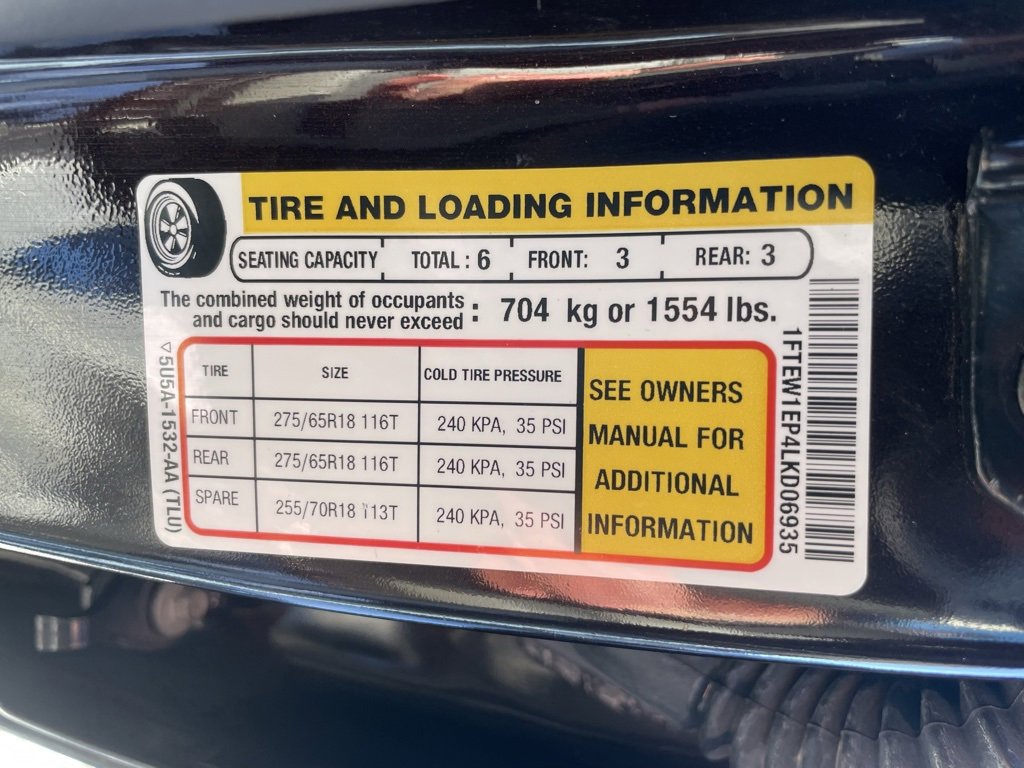 TIRE AND LOADING INFORMATION
SEATING CAPACITY TOTAL : 6 FRONT: 3 REAR: 3
The combined weight of occupants
and cargo should never exceed : 704 kg or 1554 lbs.
TIRE SIZE COLD TIRE PRESSURE
FRONT 275/65R18 116T 240 KPA, 35 PSI
REAR 275/65R18 116T 240 KPA, 35 PSI
SPARE 255/70R18 113T 240 KPA, 35 PSI
SEE OWNERS
MANUAL FOR
ADDITIONAL
INFORMATION
▽5U5A-1532-AA (TLU)
1FTEW1EP4LKD06935